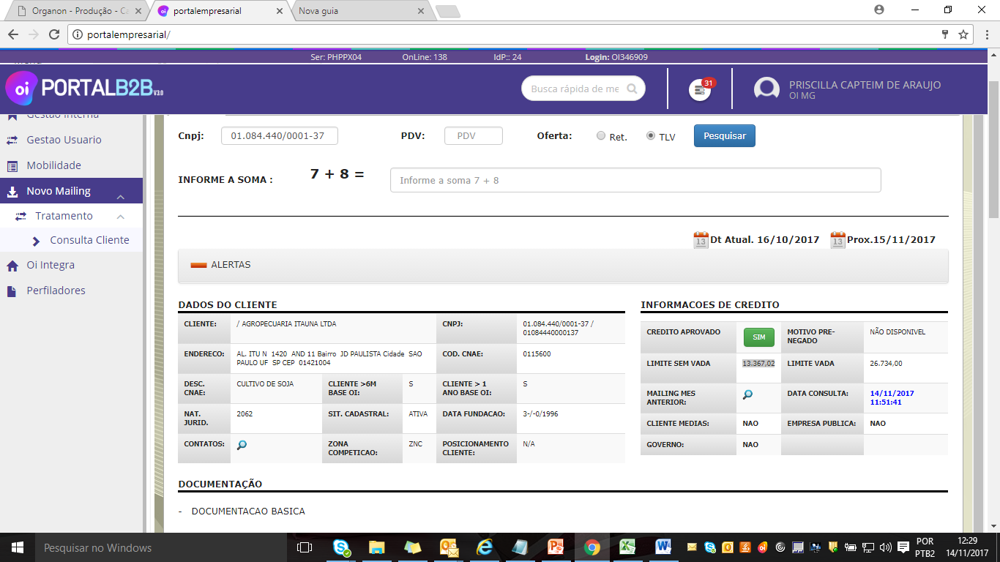 Organon - Produção - Ca
portalempresarial
Nova guia
portalempresarial/
Ser: PHPPX04 OnLine: 138 IdP:: 24 Login: OI346909
oi PORTALB2B V3.0
Busca rápida de me
31
PRISCILLA CAPTEIM DE ARAUJO
OI MG
Gestao Interna
Gestao Usuario
Mobilidade
Novo Mailing
Tratamento
Consulta Cliente
Oi Integra
Perfiladores
Cnpj: 01.084.440/0001-37 PDV: PDV Oferta: Ret. TLV Pesquisar
INFORME A SOMA : 7 + 8 = Informe a soma 7 + 8
13 Dt Atual. 16/10/2017 13 Prox.15/11/2017
ALERTAS
DADOS DO CLIENTE
CLIENTE: / AGROPECUARIA ITAUNA LTDA CNPJ: 01.084.440/0001-37 /
01084440000137
ENDERECO: AL. ITU N 1420 AND 11 Bairro JD PAULISTA Cidade SAO
PAULO UF SP CEP 01421004
COD. CNAE: 0115600
DESC.
CNAE:
CULTIVO DE SOJA
CLIENTE >6M
BASE OI:
S
CLIENTE > 1
ANO BASE OI:
S
NAT.
JURID.
2062
SIT. CADASTRAL: ATIVA
DATA FUNDACAO: 3-/-0/1996
CONTATOS:
ZONA
COMPETICAO:
ZNC
POSICIONAMENTO
CLIENTE:
N/A
INFORMACOES DE CREDITO
CREDITO APROVADO SIM
MOTIVO PRE-
NEGADO
NÃO DISPONIVEL
LIMITE SEM VADA 13.367,02 LIMITE VADA 26.734,00
MAILING MES
ANTERIOR:
DATA CONSULTA:
14/11/2017
11:51:41
CLIENTE MEDIAS: NAO EMPRESA PUBLICA: NAO
GOVERNO: NAO
DOCUMENTAÇÃO
- DOCUMENTACAO BASICA
Pesquisar no Windows
POR
PTB2
12:29
14/11/2017